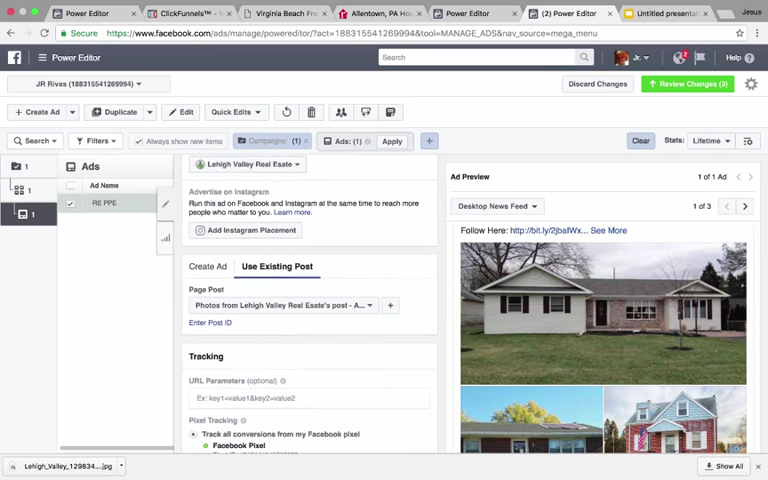 Power Editor
ClickFunnels™ -
Virginia Beach Fre
Allentown, PA Ho
Power Editor
(2) Power Editor
Untitled presentat
Jesus
Secure
https://www.facebook.com/ads/manage/powereditor/?act=188315541269994&tool=MANAGE_ADS&nav_source=mega_menu
Power Editor
Search
Jr.
2
Help
JR Rivas (188315541269994)
Discard Changes
Review Changes (3)
+ Create Ad
Duplicate
Edit
Quick Edits
Search
Filters
Always show new items
Campaigns: (1)
Ads: (1)
Apply
+
Clear
Stats:
Lifetime
1
1
1
Ads
Ad Name
RE PPE
Lehigh Valley Real Esate
Advertise on Instagram
Run this ad on Facebook and Instagram at the same time to reach more
people who matter to you. Learn more.
Add Instagram Placement
Create Ad
Use Existing Post
Page Post
Photos from Lehigh Valley Real Esate's post - A...
+
Enter Post ID
Tracking
URL Parameters (optional)
Ex: key1=value1&key2=value2
Pixel Tracking
Track all conversions from my Facebook pixel
Facebook Pixel
Ad Preview
1 of 1 Ad
Desktop News Feed
1 of 3
Follow Here: http://bit.ly/2jbaIWx... See More
Lehigh_Valley_129834....jpg
Show All